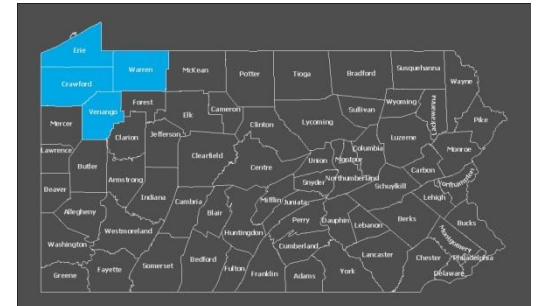 Erie
Warren
McKean
Potter
Tioga
Bradford
Susquehanna
Wayne
Crawford
Venango
Forest
Elk
Cameron
Clinton
Lycoming
Sullivan
Wyoming
Lackawanna
Pike
Mercer
Clarion
Jefferson
Luzerne
Monroe
Lawrence
Butler
Armstrong
Clearfield
Centre
Union
Montour
Columbia
Carbon
Northampton
Snyder
Northumberland
Schuylkill
Lehigh
Beaver
Indiana
Cambria
Blair
Mifflin
Juniata
Allegheny
Perry
Dauphin
Lebanon
Berks
Bucks
Westmoreland
Huntingdon
Cumberland
Montgomery
Washington
Lancaster
Chester
Philadelphia
Delaware
Greene
Fayette
Somerset
Bedford
Fulton
Franklin
Adams
York